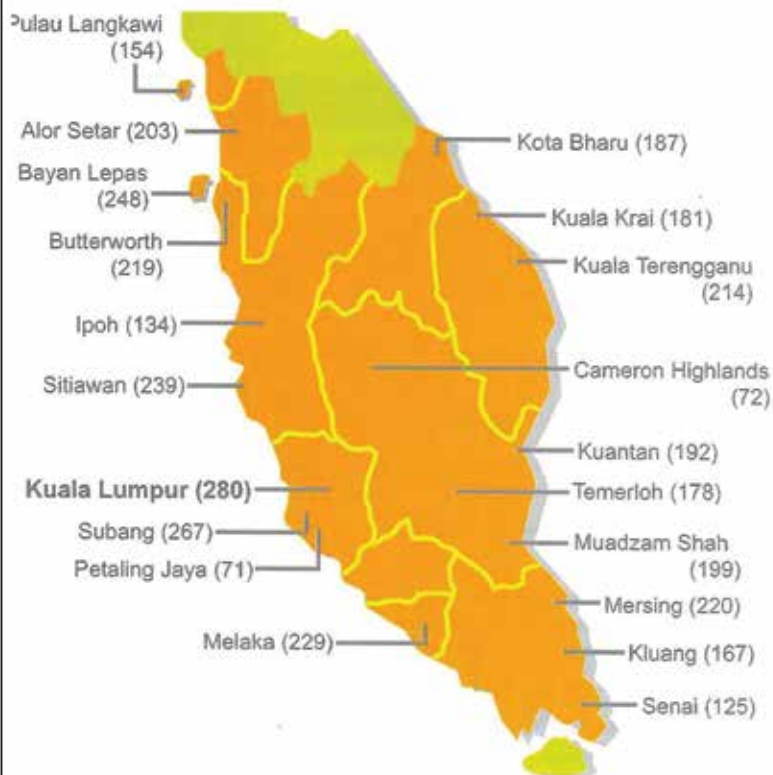 Pulau Langkawi
(154)
Alor Setar (203)
Bayan Lepas
(248)
Butterworth
(219)
Ipoh (134)
Sitiawan (239)
Kuala Lumpur (280)
Subang (267)
Petaling Jaya (71)
Melaka (229)
Kota Bharu (187)
Kuala Krai (181)
Kuala Terengganu
(214)
Cameron Highlands
(72)
Kuantan (192)
Temerloh (178)
Muadzam Shah
(199)
Mersing (220)
Kluang (167)
Senai (125)